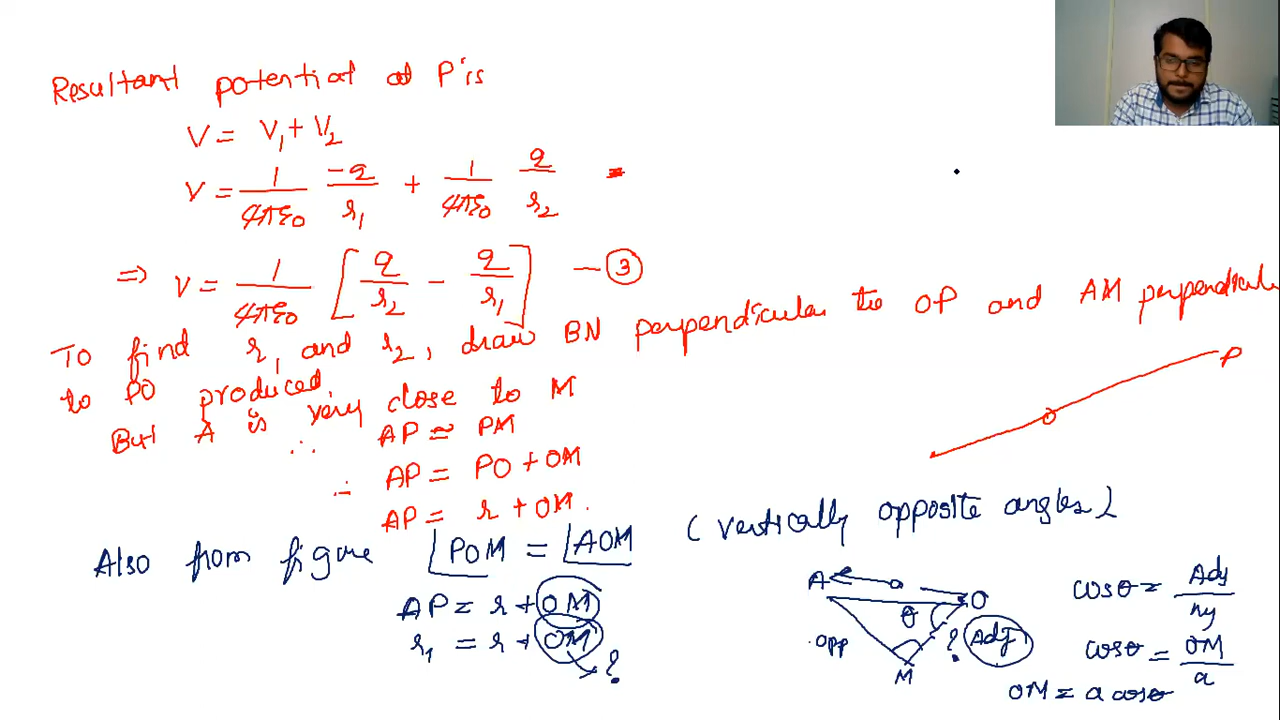 Resultant potential at P is
V = V₁ + V₂
V = 1/4πε₀ -q/r₁ + 1/4πε₀ q/r₂
⇒ V = 1/4πε₀ [q/r₂ - q/r₁] — ③
To find r₁ and r₂, draw BN perpendicular to OP and AM perpendicular
to PO produced.
But A is very close to M
∴ AP ≃ PM
∴ AP = PO + OM
AP = r + OM.
P
O
Also from figure ∠POM = ∠AOM (vertically opposite angles)
AP = r + OM
r₁ = r + OM
?
A a O
θ
opp ? Adj
M
cosθ = Adj/hy
cosθ = OM/a
OM = a cosθ